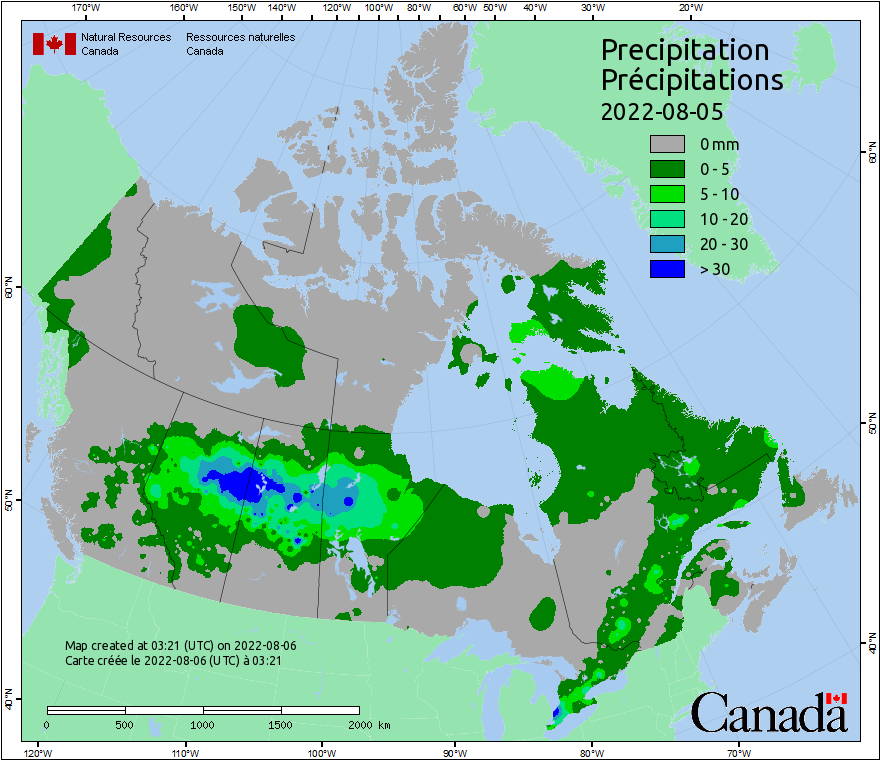 170°W 160°W 150°W 140°W 120°W 100°W 80°W 60°W 50°W 40°W 30°W 20°W
Natural Resources Canada
Ressources naturelles Canada
Precipitation
Précipitations
2022-08-05
0 mm
0 - 5
5 - 10
10 - 20
20 - 30
> 30
60°N
50°N
40°N
60°N
50°N
40°N
Map created at 03:21 (UTC) on 2022-08-06
Carte créée le 2022-08-06 (UTC) à 03:21
0 500 1000 1500 2000 km
Canada
120°W 110°W 100°W 90°W 80°W 70°W